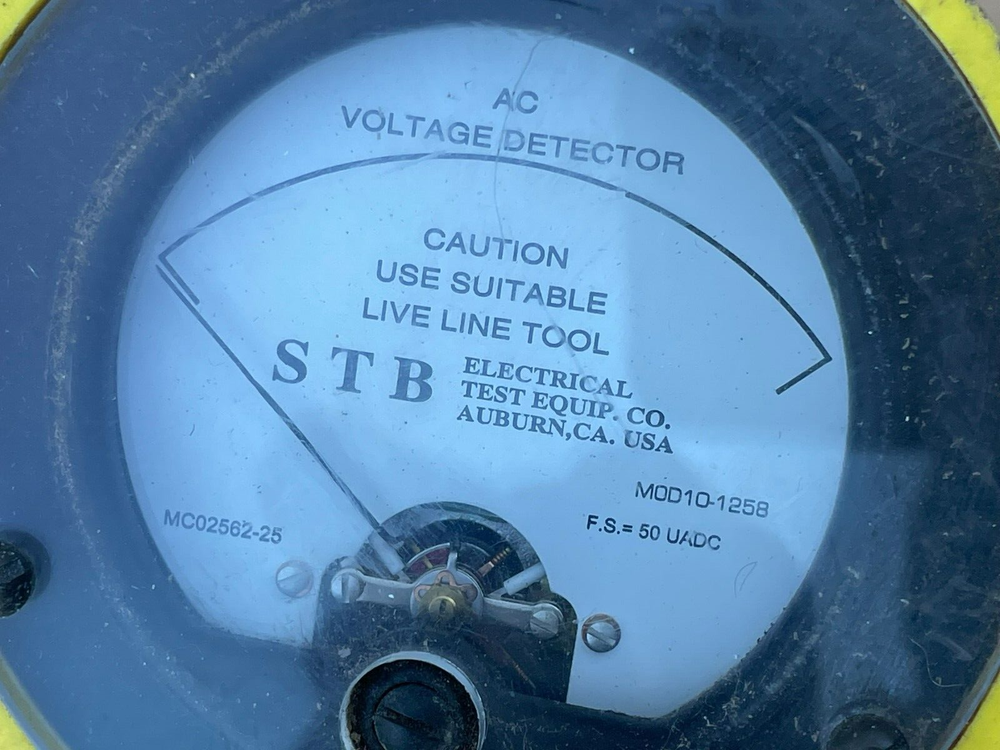 AC
VOLTAGE DETECTOR
CAUTION
USE SUITABLE
LIVE LINE TOOL
STB
ELECTRICAL
TEST EQUIP. CO.
AUBURN,CA. USA
MOD10-1258
F.S.= 50 UADC
MC02562-25